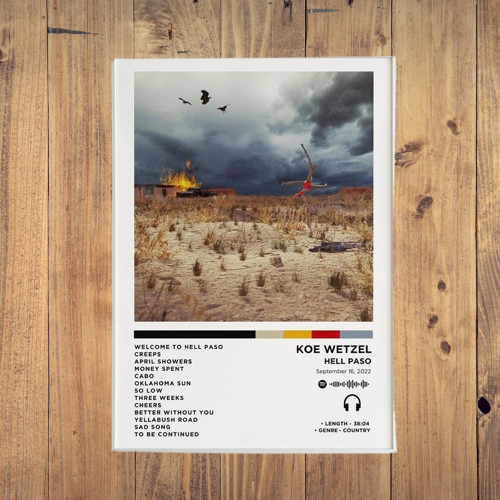 WELCOME TO HELL PASO
CREEPS
APRIL SHOWERS
MONEY SPENT
CABO
OKLAHOMA SUN
SO LOW
THREE WEEKS
CHEERS
BETTER WITHOUT YOU
YELLABUSH ROAD
SAD SONG
TO BE CONTINUED
KOE WETZEL
HELL PASO
September 16, 2022
• LENGTH - 38:04
• GENRE - COUNTRY